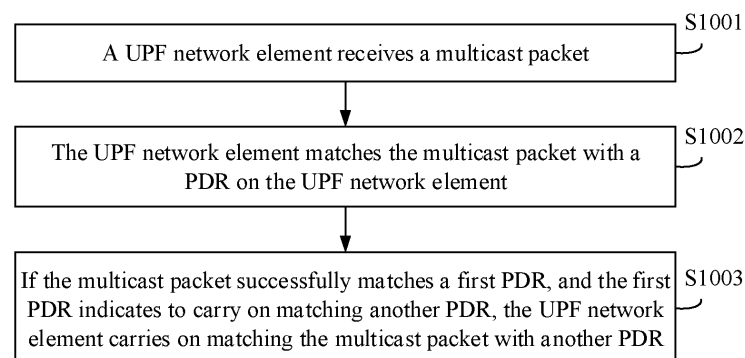 S1001
A UPF network element receives a multicast packet
S1002
The UPF network element matches the multicast packet with a
PDR on the UPF network element
S1003
If the multicast packet successfully matches a first PDR, and the first
PDR indicates to carry on matching another PDR, the UPF network
element carries on matching the multicast packet with another PDR